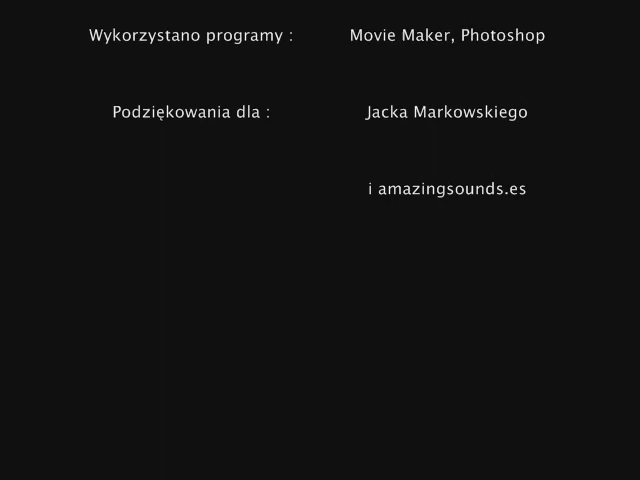 Wykorzystano programy : Movie Maker, Photoshop
Podziękowania dla : Jacka Markowskiego
i amazingsounds.es